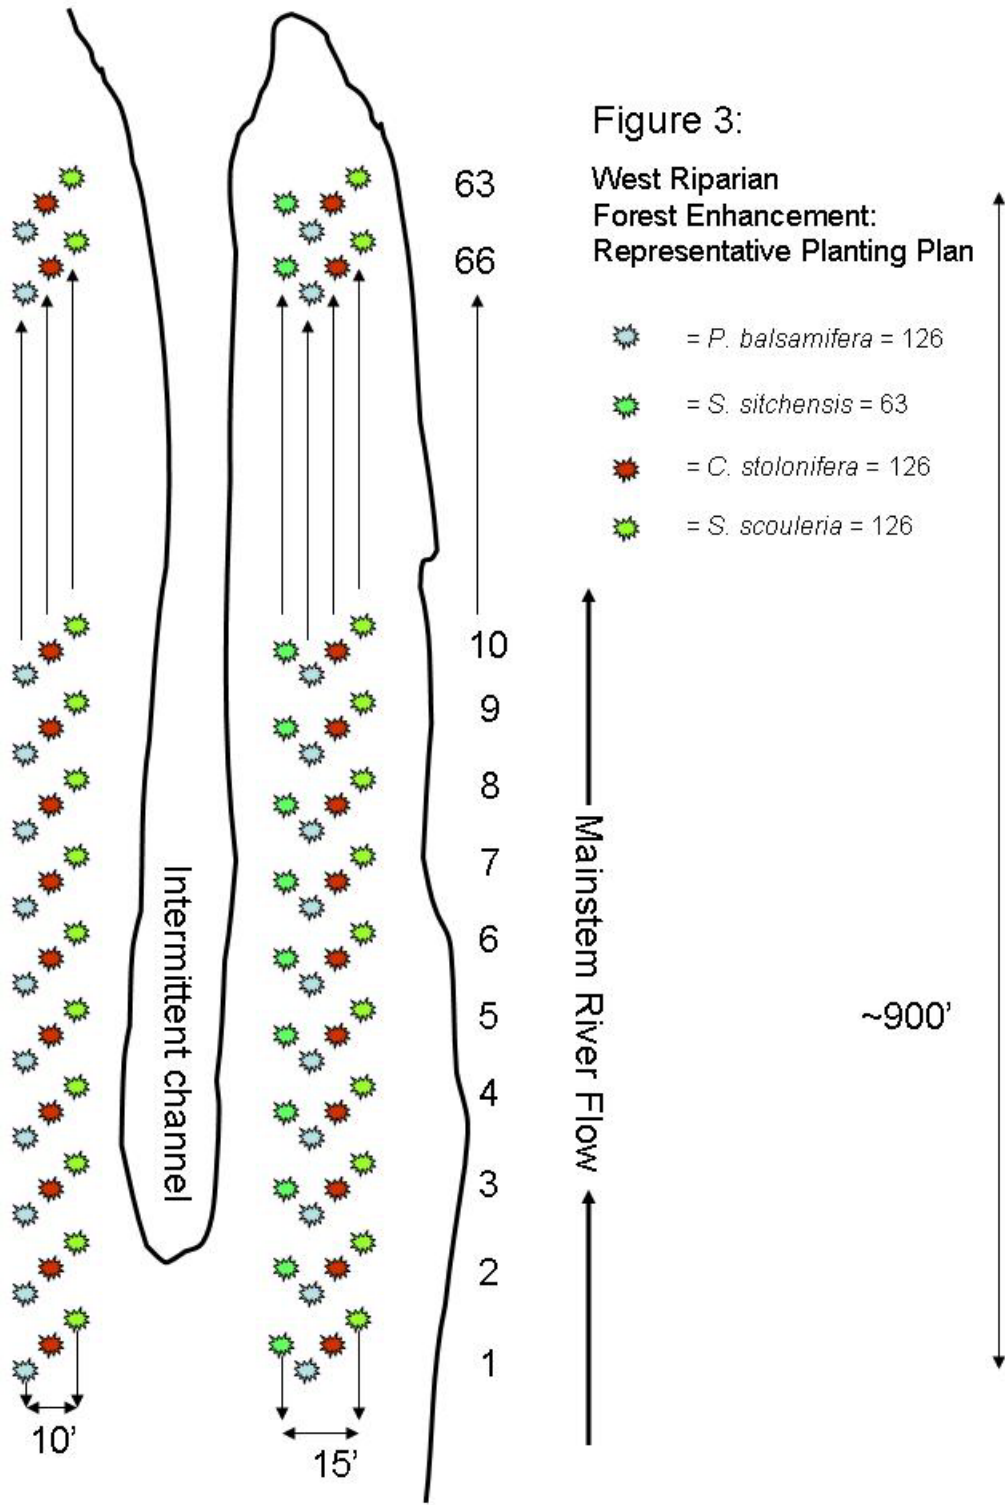 Figure 3:
West Riparian
Forest Enhancement:
Representative Planting Plan
= P. balsamifera = 126
= S. sitchensis = 63
= C. stolonifera = 126
= S. scouleria = 126
63
66
10
9
8
7
6
5
4
3
2
1
Intermittent channel
Mainstem River Flow
~900’
10’
15’